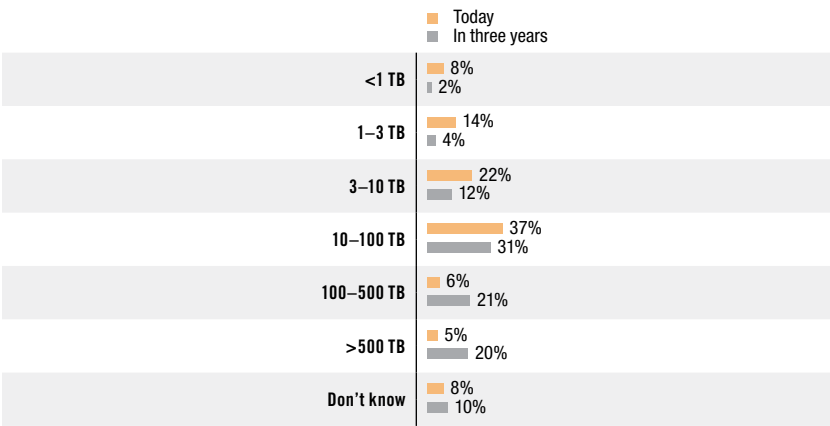 Today
In three years
<1 TB
8%
2%
1–3 TB
14%
4%
3–10 TB
22%
12%
10–100 TB
37%
31%
100–500 TB
6%
21%
>500 TB
5%
20%
Don’t know
8%
10%